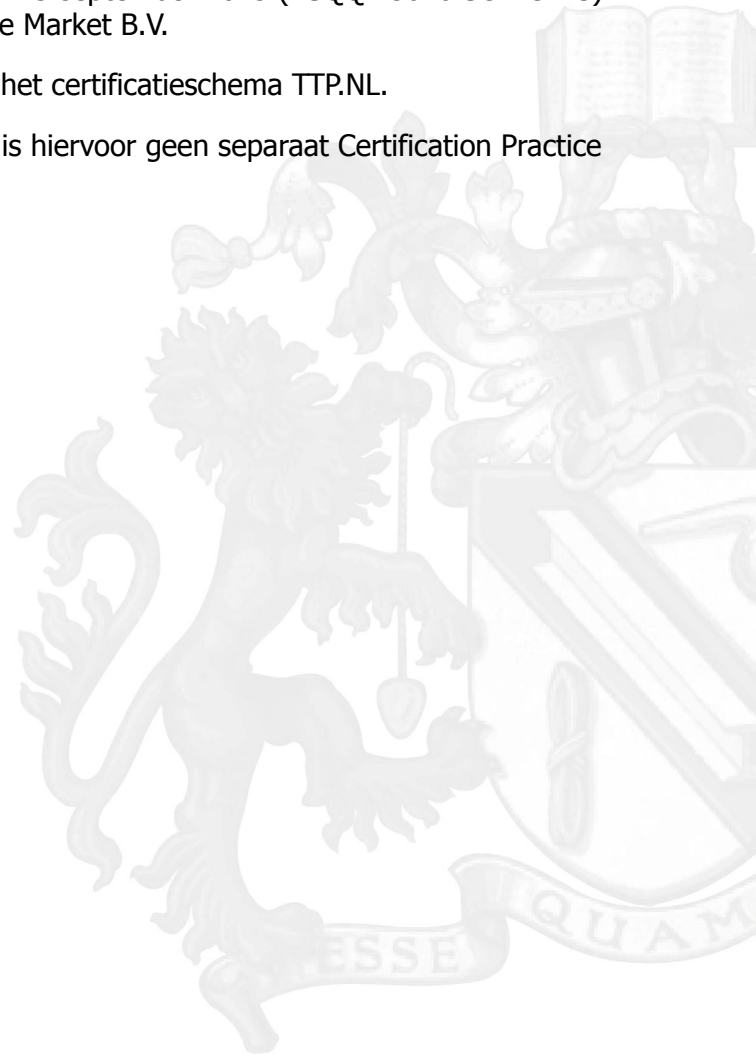 e Market B.V.
het certificatieschema TTP.NL.
is hiervoor geen separaat Certification Practice
ESSE
QUAM